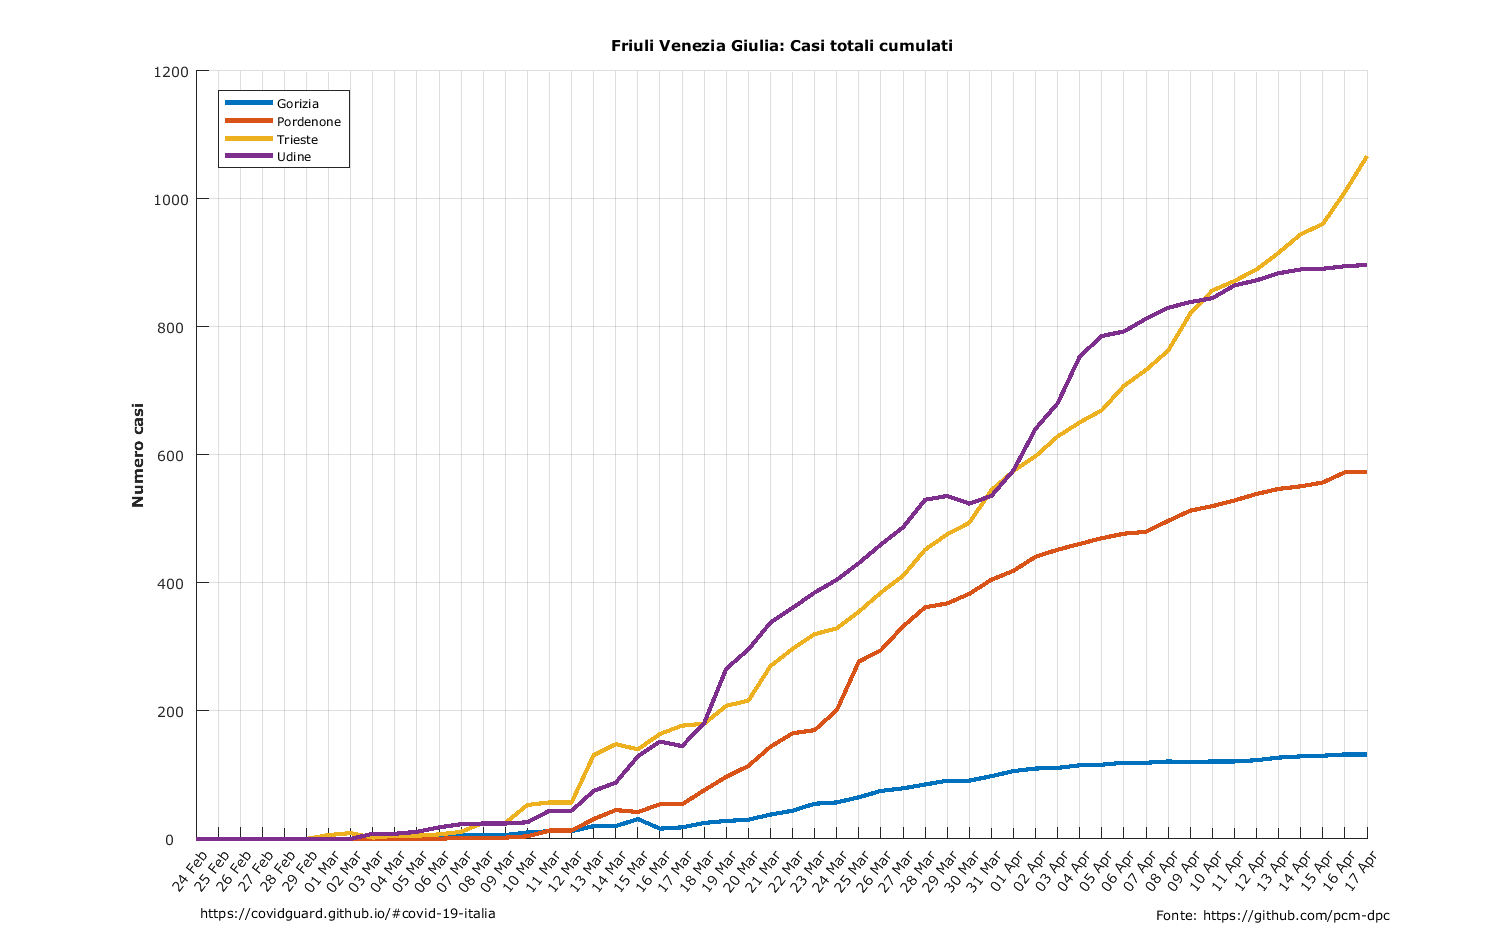 Friuli Venezia Giulia: Casi totali cumulati
1200
1000
800
600
400
200
0
Numero casi
Gorizia
Pordenone
Trieste
Udine
24 Feb
25 Feb
26 Feb
27 Feb
28 Feb
29 Feb
01 Mar
02 Mar
03 Mar
04 Mar
05 Mar
06 Mar
07 Mar
08 Mar
09 Mar
10 Mar
11 Mar
12 Mar
13 Mar
14 Mar
15 Mar
16 Mar
17 Mar
18 Mar
19 Mar
20 Mar
21 Mar
22 Mar
23 Mar
24 Mar
25 Mar
26 Mar
27 Mar
28 Mar
29 Mar
30 Mar
31 Mar
01 Apr
02 Apr
03 Apr
04 Apr
05 Apr
06 Apr
07 Apr
08 Apr
09 Apr
10 Apr
11 Apr
12 Apr
13 Apr
14 Apr
15 Apr
16 Apr
17 Apr
https://covidguard.github.io/#covid-19-italia
Fonte: https://github.com/pcm-dpc